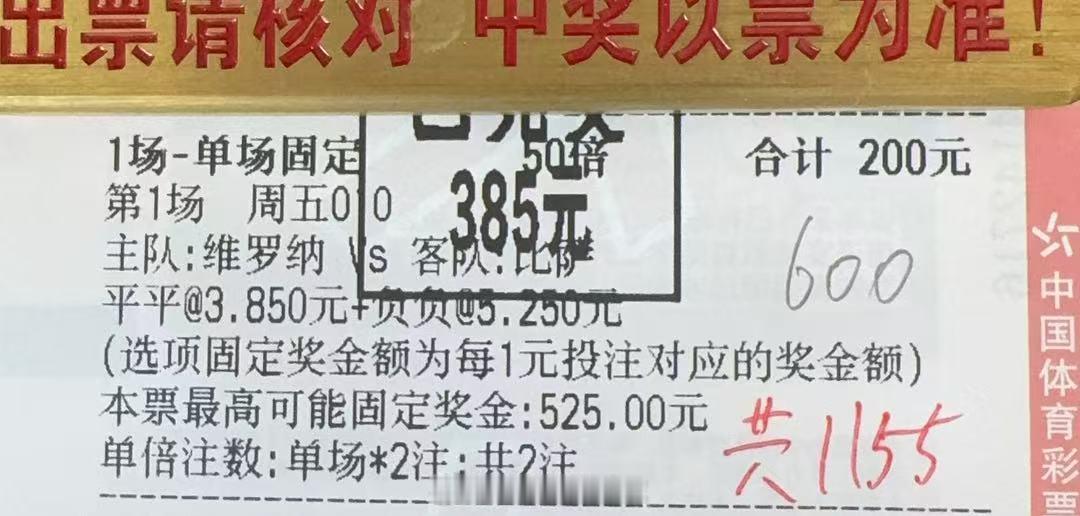 出票请核对 中奖以票为准!
1场-单场固定 50倍 合计 200元
385元
第1场 周五010
主队:维罗纳 Vs 客队:比萨
600
平平@3.850元+负负@5.250元
(选项固定奖金额为每1元投注对应的奖金额)
本票最高可能固定奖金:525.00元
单倍注数:单场*2注;共2注
共1155
中国体育彩票